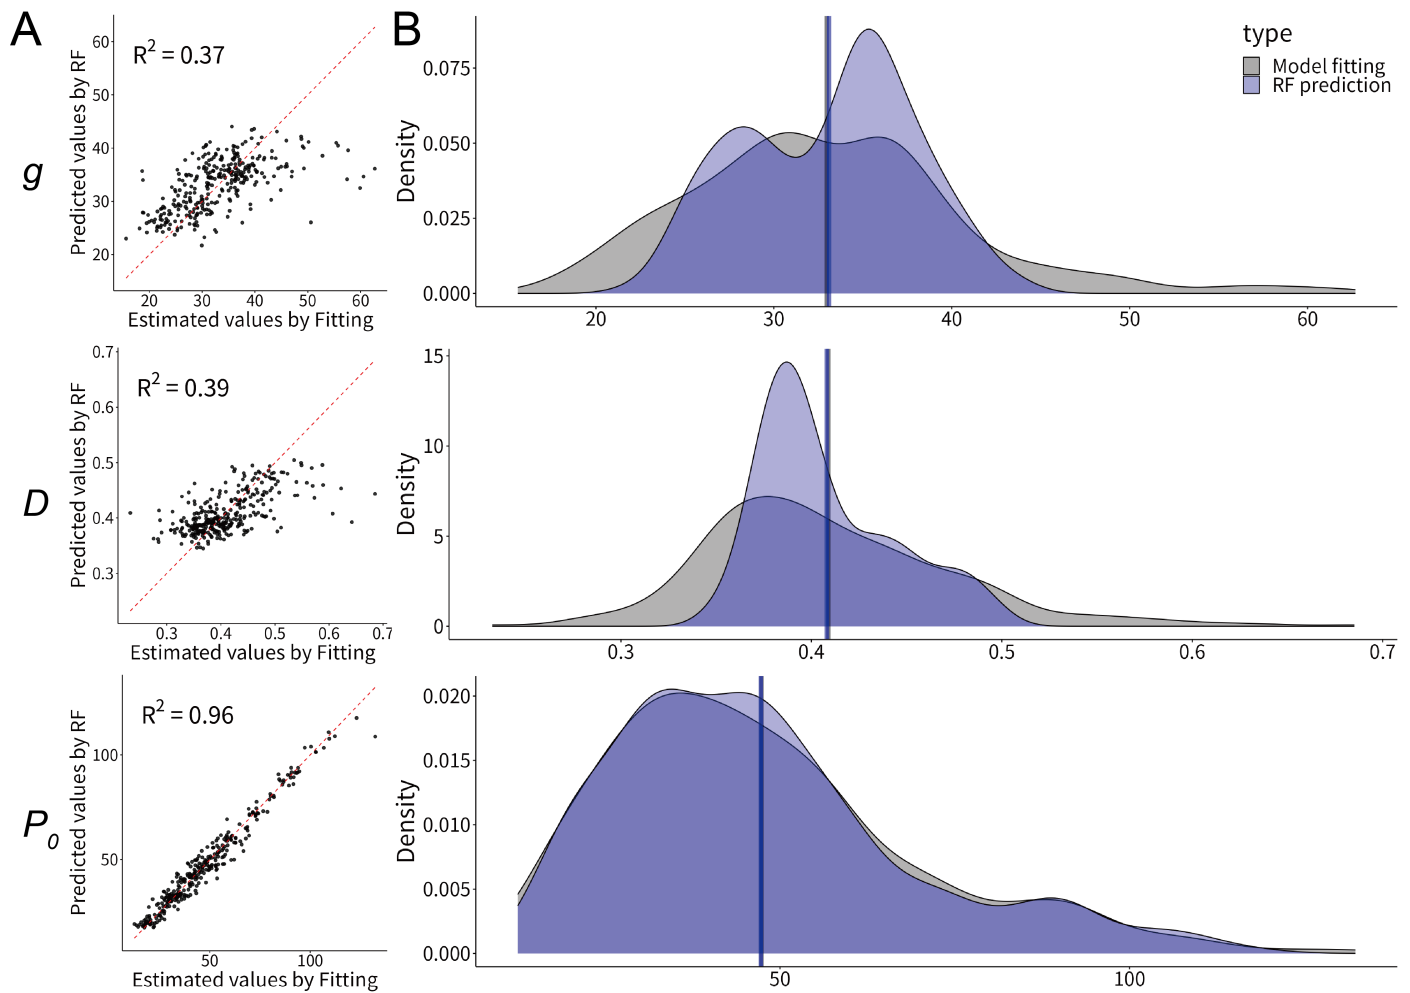 A
B
g
R² = 0.37
Predicted values by RF
60
50
40
30
20
20 30 40 50 60
Estimated values by Fitting
Density
0.075
0.050
0.025
0.000
20 30 40 50 60
type
Model fitting
RF prediction
D
R² = 0.39
Predicted values by RF
0.7
0.6
0.5
0.4
0.3
0.3 0.4 0.5 0.6 0.7
Estimated values by Fitting
Density
15
10
5
0
0.3 0.4 0.5 0.6 0.7
P₀
R² = 0.96
Predicted values by RF
100
50
50 100
Estimated values by Fitting
Density
0.020
0.015
0.010
0.005
0.000
50 100